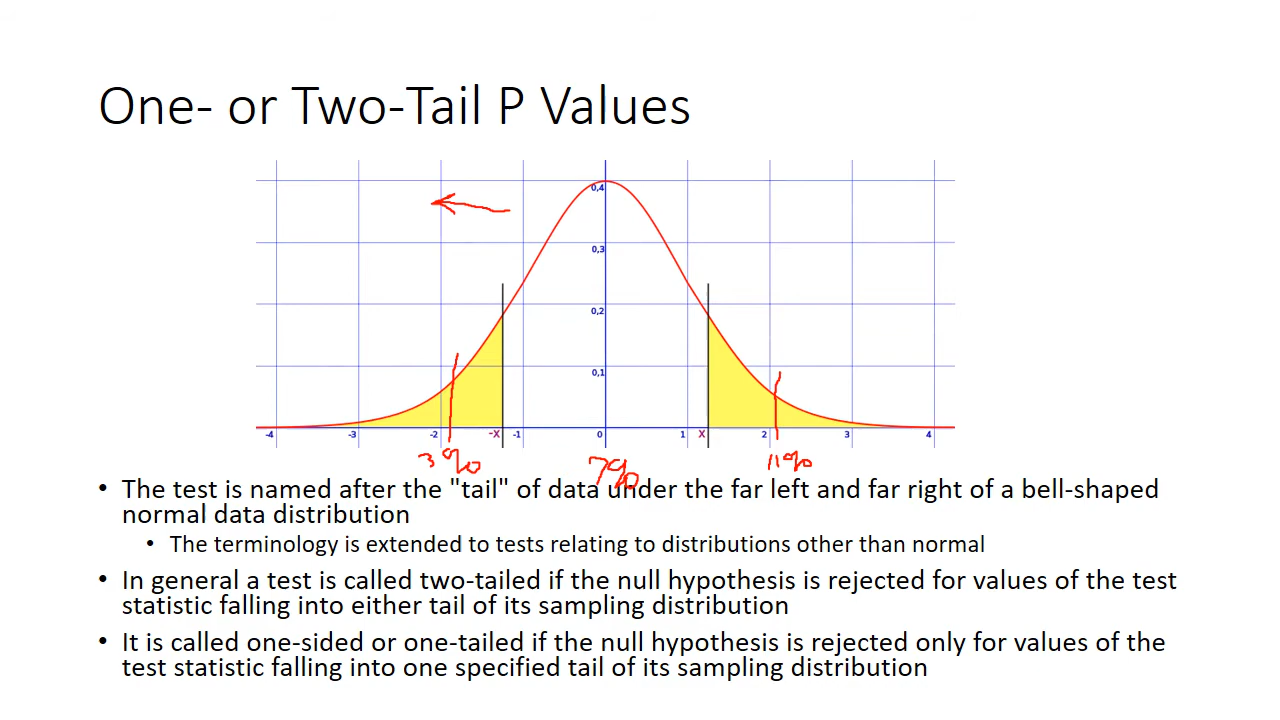 One- or Two-Tail P Values
0,4
0,3
0,2
0,1
-4 -3 -2 -X -1 0 1 X 2 3 4
3% 7% 11%
• The test is named after the "tail" of data under the far left and far right of a bell-shaped
normal data distribution
• The terminology is extended to tests relating to distributions other than normal
• In general a test is called two-tailed if the null hypothesis is rejected for values of the test
statistic falling into either tail of its sampling distribution
• It is called one-sided or one-tailed if the null hypothesis is rejected only for values of the
test statistic falling into one specified tail of its sampling distribution